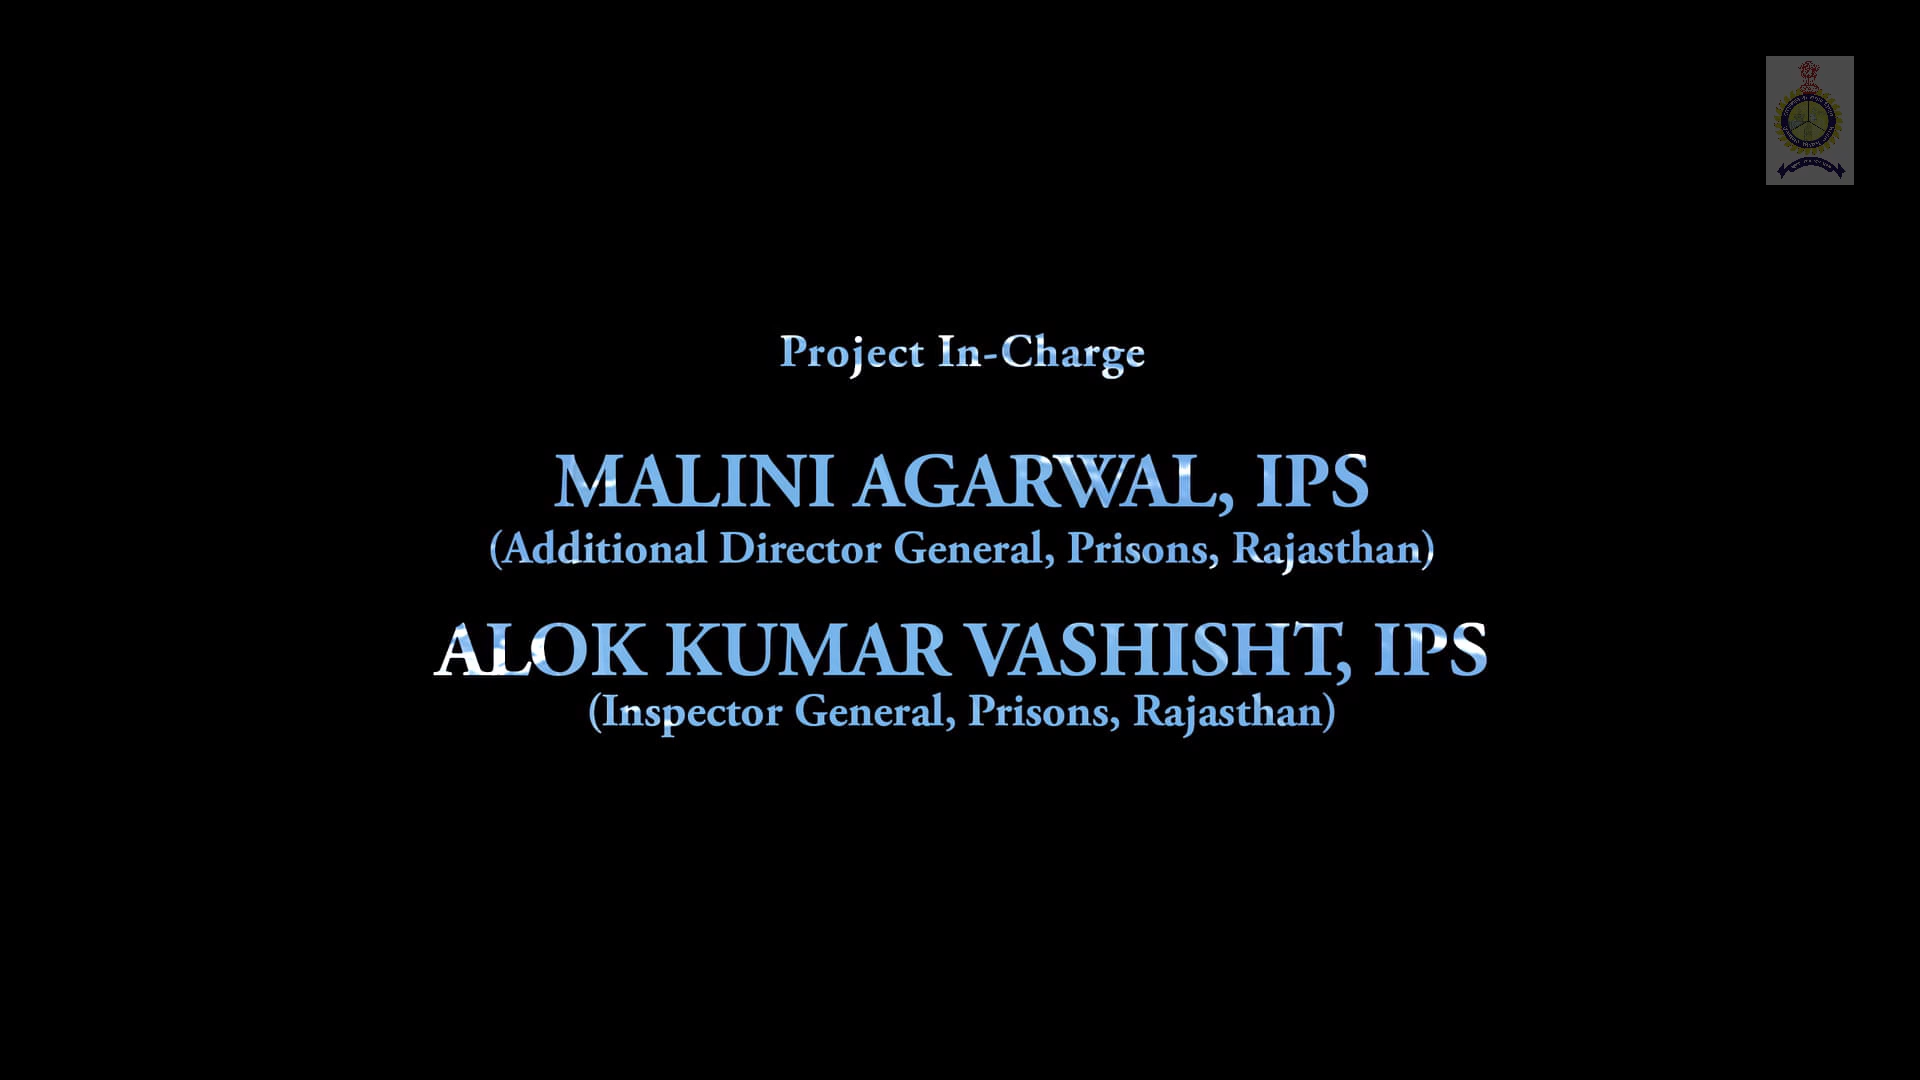 Project In-Charge
MALINI AGARWAL, IPS
(Additional Director General, Prisons, Rajasthan)
ALOK KUMAR VASHISHT, IPS
(Inspector General, Prisons, Rajasthan)